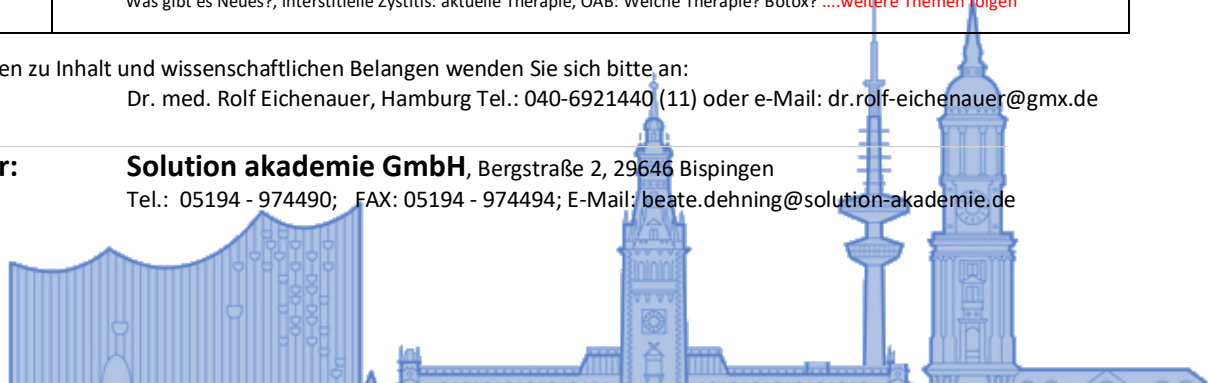 Was gibt es Neues?, Interstitielle Zystitis: aktuelle Therapie, OAB: Welche Therapie? Botox? ....weitere Themen folgen
en zu Inhalt und wissenschaftlichen Belangen wenden Sie sich bitte an:
Dr. med. Rolf Eichenauer, Hamburg Tel.: 040-6921440 (11) oder e-Mail: dr.rolf-eichenauer@gmx.de
r: Solution akademie GmbH, Bergstraße 2, 29646 Bispingen
Tel.: 05194 - 974490; FAX: 05194 - 974494; E-Mail: beate.dehning@solution-akademie.de